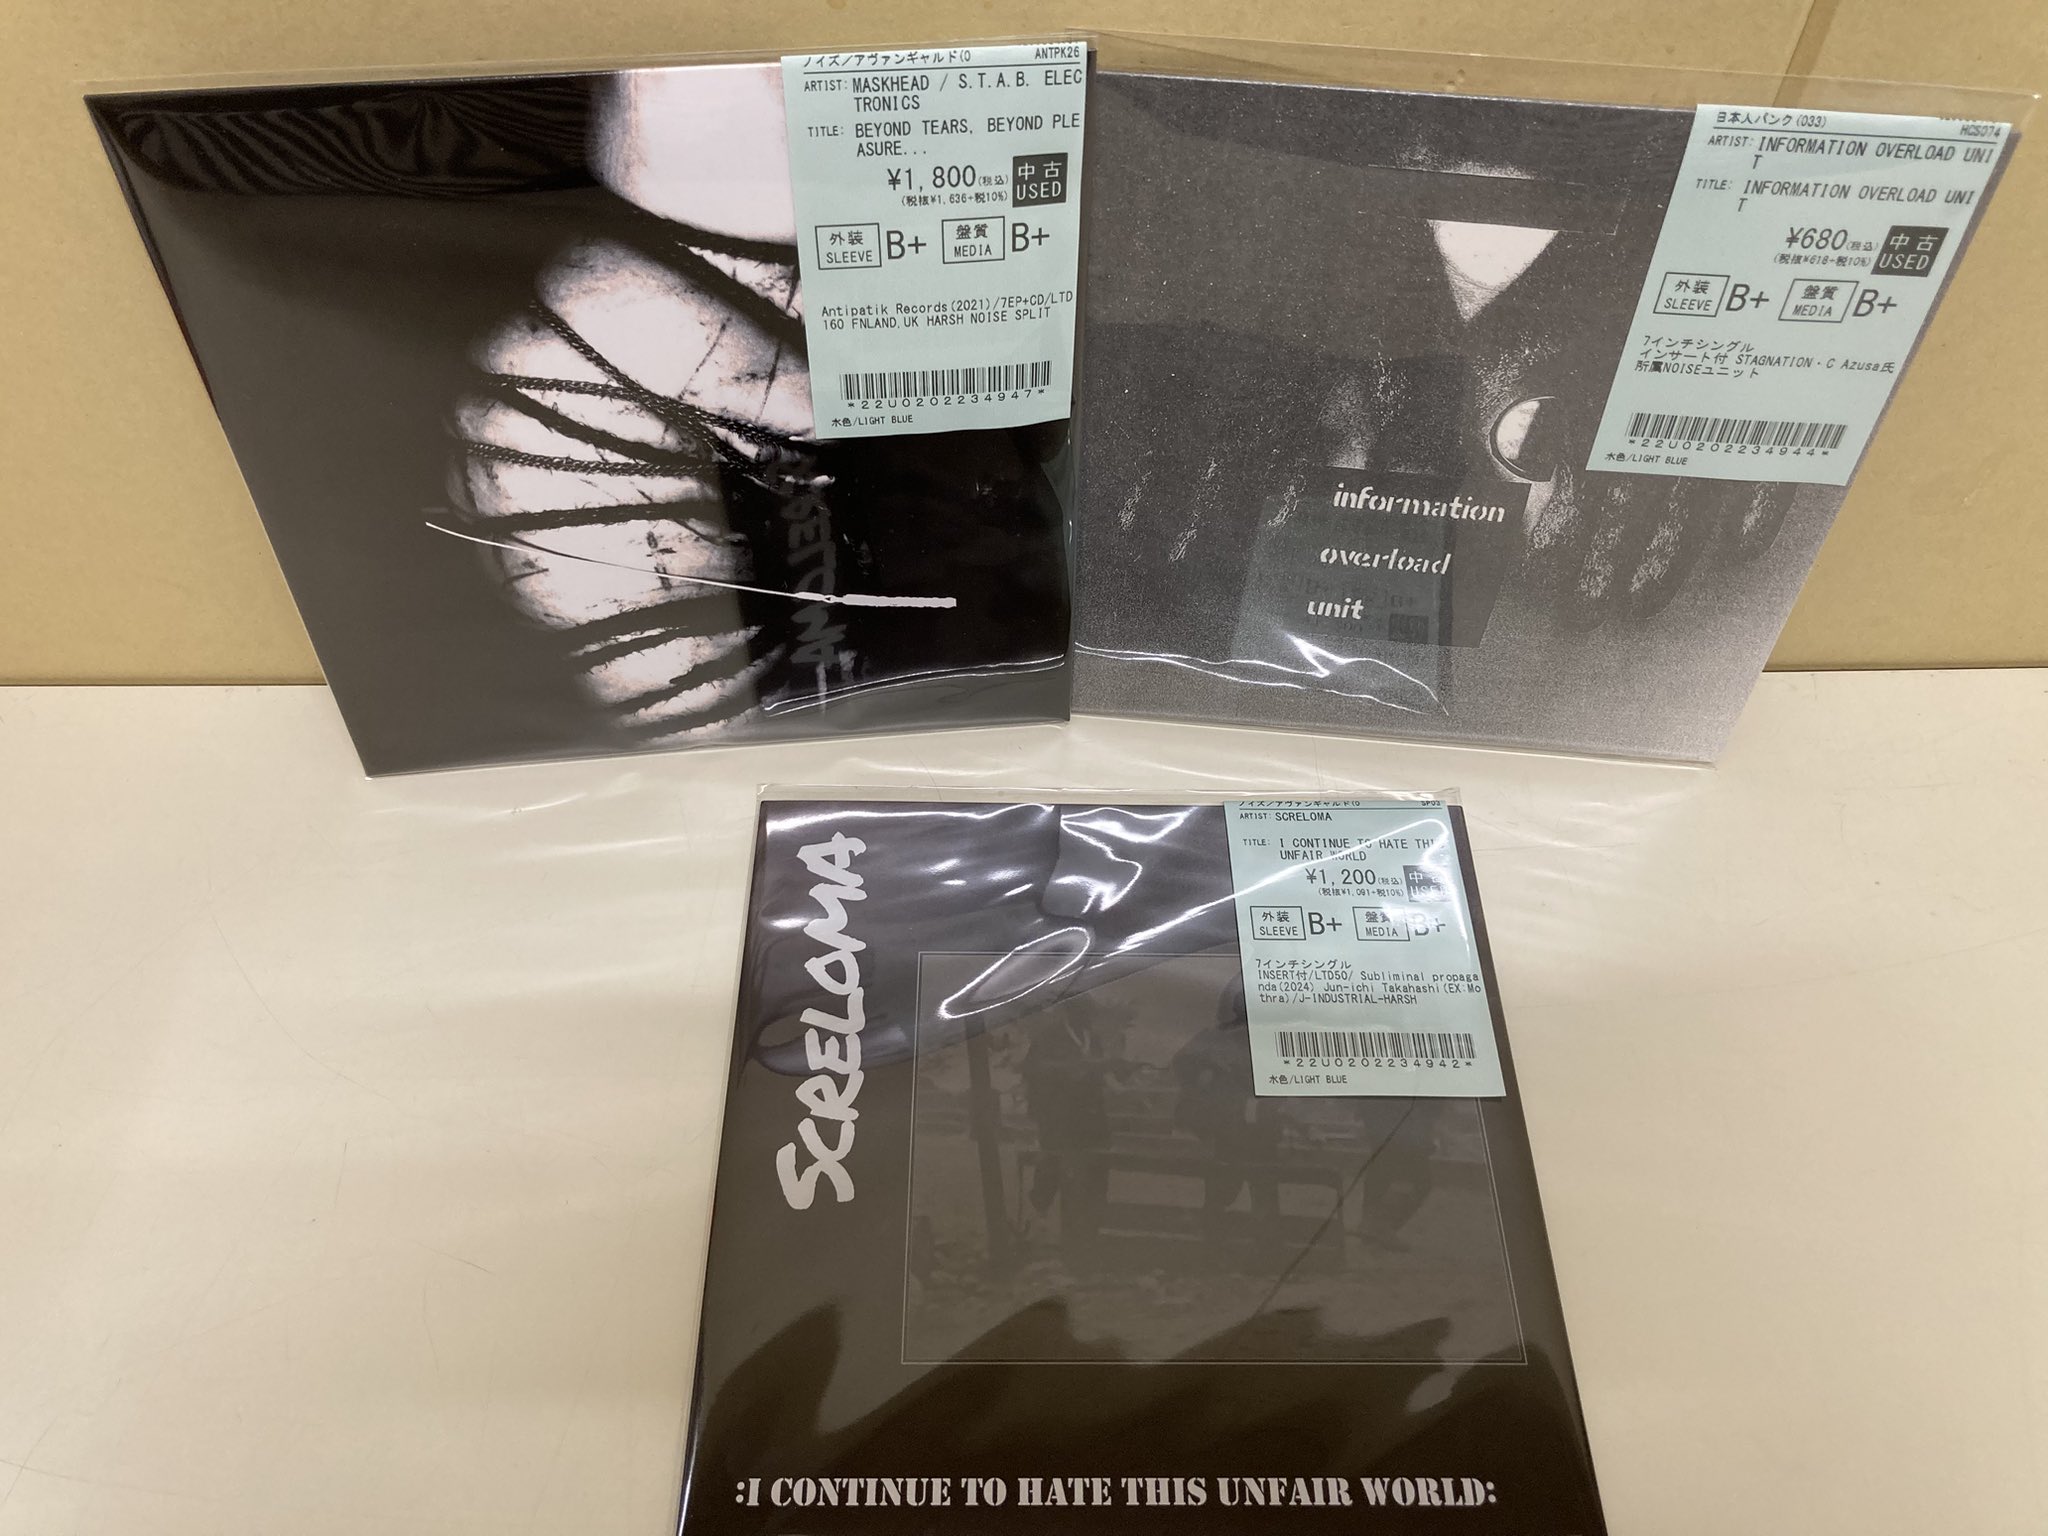 ノイズ/アヴァンギャルド(0 ANTPK26
ARTIST: MASKHEAD / S.T.A.B. ELEC
TRONICS
TITLE: BEYOND TEARS, BEYOND PLE
ASURE...
¥1,800(税込)
(税抜¥1,636+税10%)
中古
USED
外装
SLEEVE
B+
盤質
MEDIA
B+
Antipatik Records(2021)/7EP+CD/LTD
160 FNLAND.UK HARSH NOISE SPLIT
*22U0202234947*
水色/LIGHT BLUE
日本人パンク(033)
HCS074
ARTIST: INFORMATION OVERLOAD UNI
T
TITLE: INFORMATION OVERLOAD UNI
T
¥680(税込)
(税抜¥618+税10%)
中古
USED
外装
SLEEVE
B+
盤質
MEDIA
B+
7インチシングル
インサート付 STAGNATION・C Azusa氏
所属NOISEユニット
*22U0202234944*
水色/LIGHT BLUE
information
overload
unit
ノイズ/アヴァンギャルド(0 SP03
ARTIST: SCRELOMA
TITLE: I CONTINUE TO HATE THI
UNFAIR WORLD
¥1,200(税込)
(税抜¥1,091+税10%)
中古
USED
外装
SLEEVE
B+
盤質
MEDIA
B+
7インチシングル
INSERT付/LTD50/ Subliminal propaga
nda(2024) Jun-ichi Takahashi(EX:Mo
thra)/J-INDUSTRIAL-HARSH
*22U0202234942*
水色/LIGHT BLUE
SCRELOMA
:I CONTINUE TO HATE THIS UNFAIR WORLD: